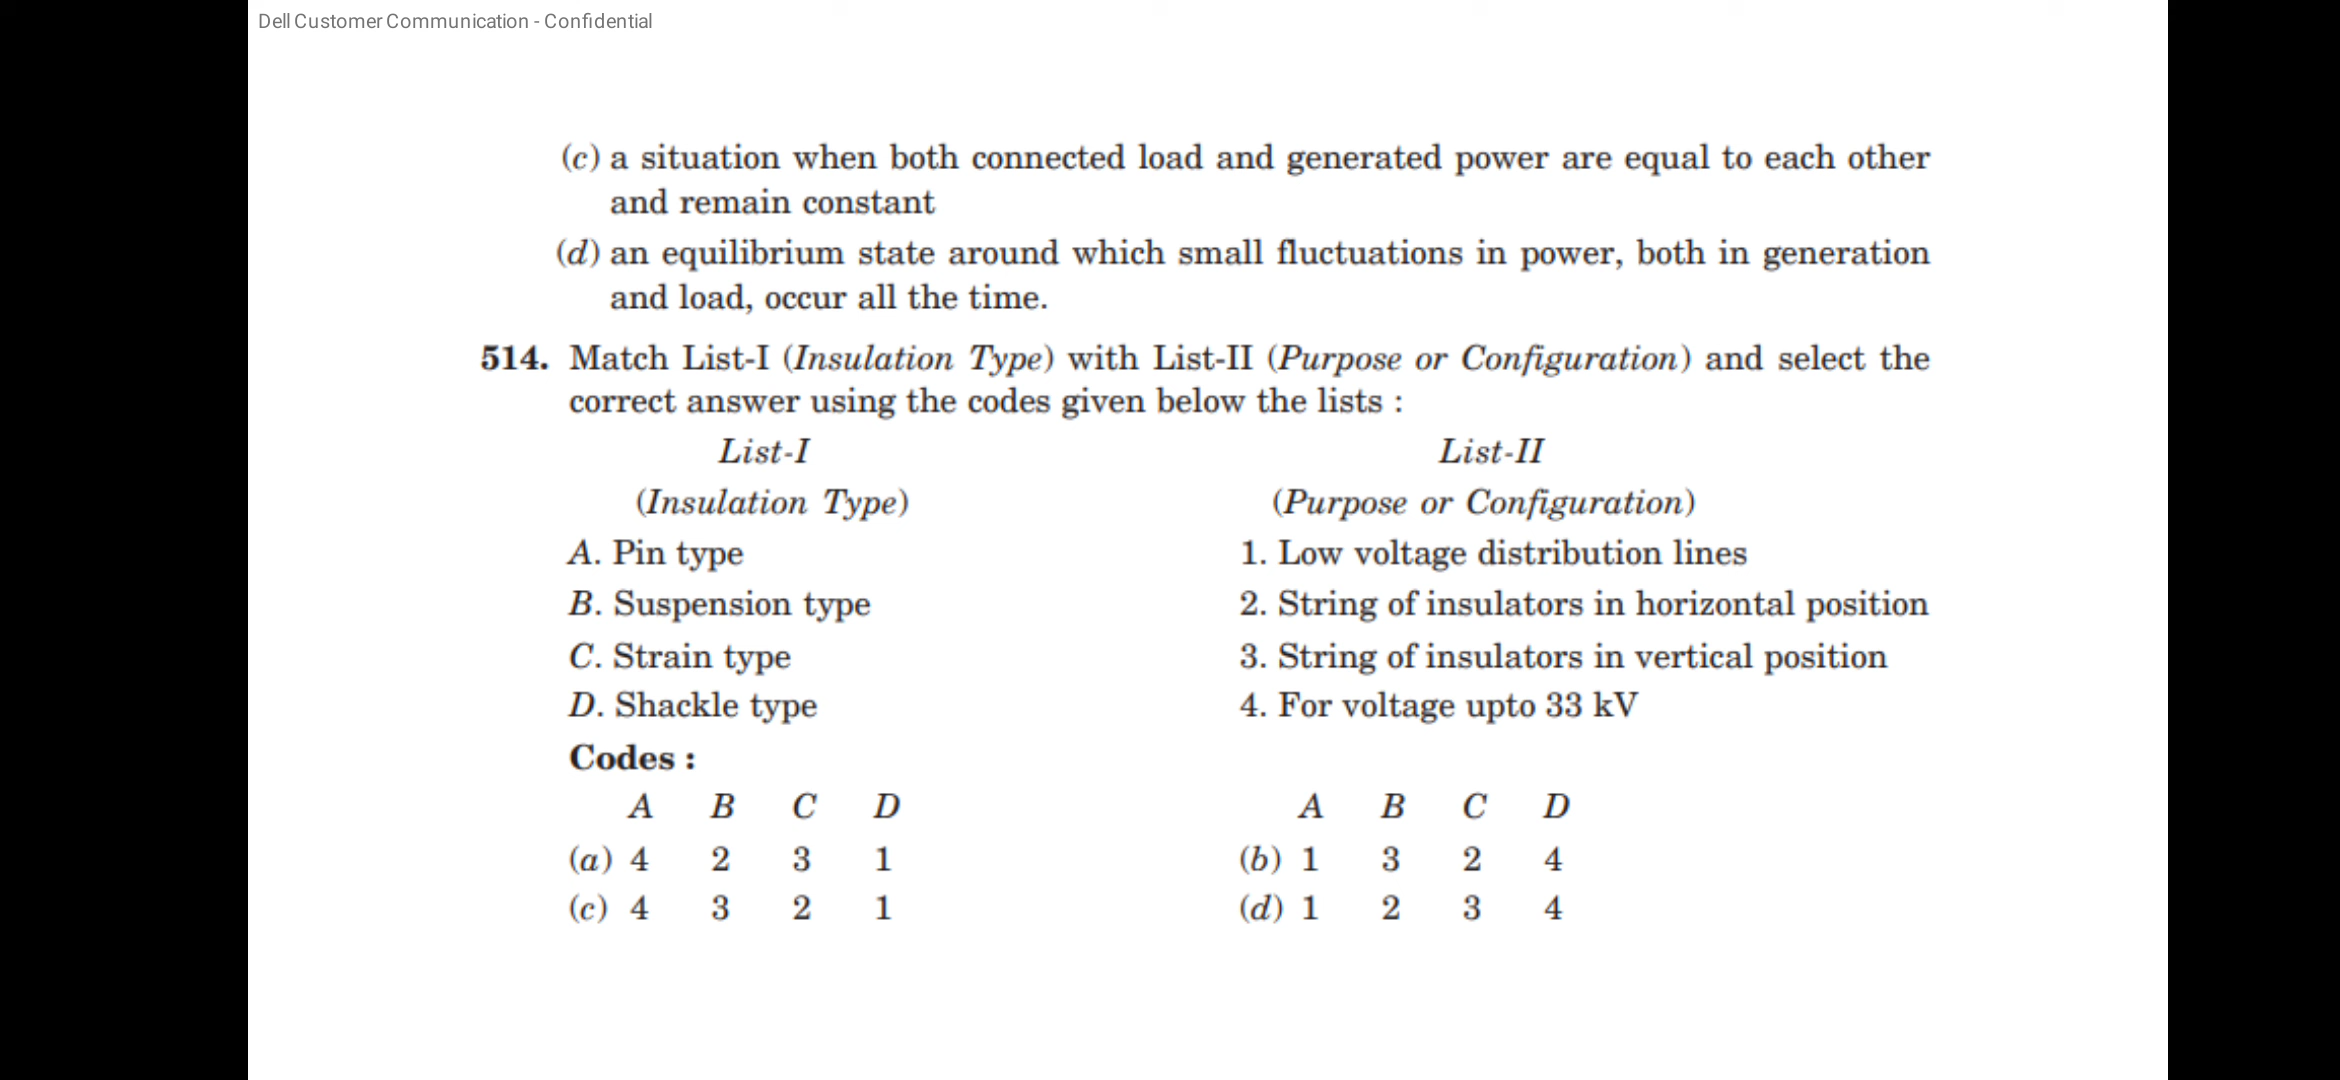 Dell Customer Communication - Confidential
(c) a situation when both connected load and generated power are equal to each other
and remain constant
(d) an equilibrium state around which small fluctuations in power, both in generation
and load, occur all the time.
514. Match List-I (Insulation Type) with List-II (Purpose or Configuration) and select the
correct answer using the codes given below the lists :
List-I List-II
(Insulation Type) (Purpose or Configuration)
A. Pin type 1. Low voltage distribution lines
B. Suspension type 2. String of insulators in horizontal position
C. Strain type 3. String of insulators in vertical position
D. Shackle type 4. For voltage upto 33 kV
Codes :
A B C D A B C D
(a) 4 2 3 1 (b) 1 3 2 4
(c) 4 3 2 1 (d) 1 2 3 4